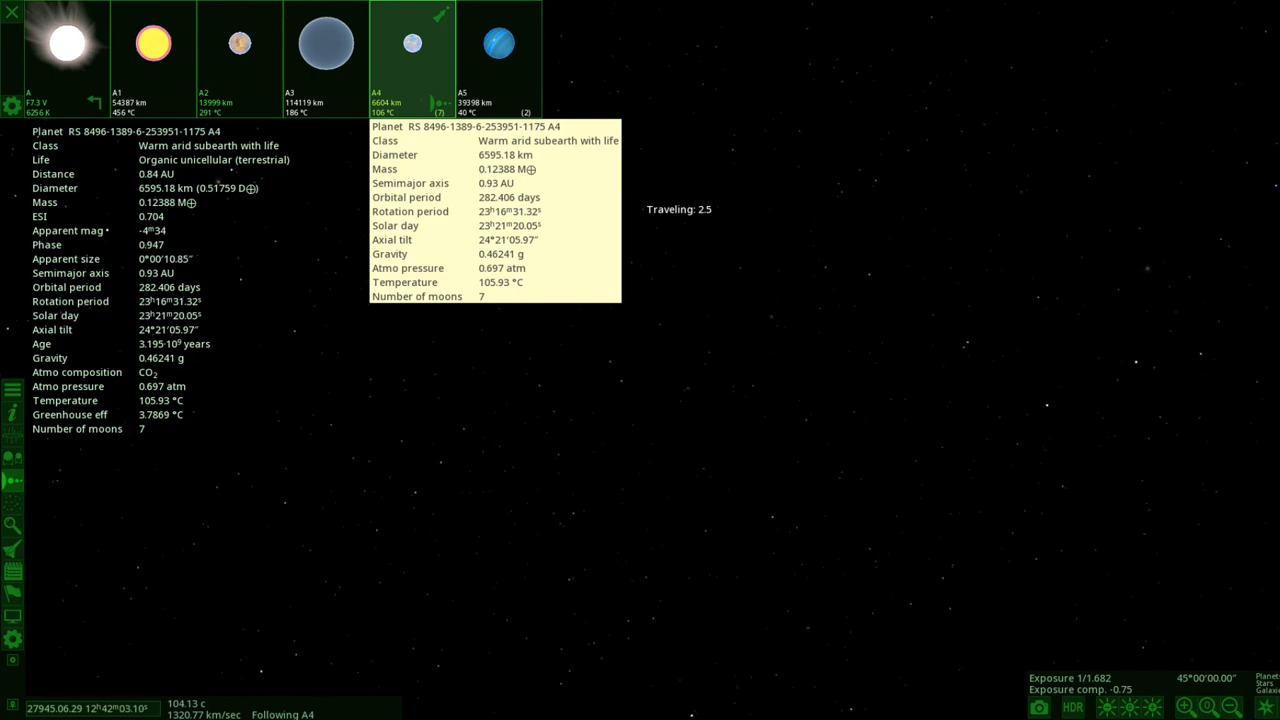 A
F7.3 V
6256 K
A1
54387 km
456 °C
A2
13999 km
291 °C
A3
114119 km
186 °C
A4
6604 km
106 °C
(7)
A5
39398 km
40 °C
(2)
Planet RS 8496-1389-6-253951-1175 A4
Class Warm arid subearth with life
Life Organic unicellular (terrestrial)
Distance 0.84 AU
Diameter 6595.18 km (0.51759 D⊕)
Mass 0.12388 M⊕
ESI 0.704
Apparent mag -4ᵐ34
Phase 0.947
Apparent size 0°00′10.85″
Semimajor axis 0.93 AU
Orbital period 282.406 days
Rotation period 23ʰ16ᵐ31.32ˢ
Solar day 23ʰ21ᵐ20.05ˢ
Axial tilt 24°21′05.97″
Age 3.195·10⁹ years
Gravity 0.46241 g
Atmo composition CO₂
Atmo pressure 0.697 atm
Temperature 105.93 °C
Greenhouse eff 3.7869 °C
Number of moons 7
Planet RS 8496-1389-6-253951-1175 A4
Class Warm arid subearth with life
Diameter 6595.18 km
Mass 0.12388 M⊕
Semimajor axis 0.93 AU
Orbital period 282.406 days
Rotation period 23ʰ16ᵐ31.32ˢ
Solar day 23ʰ21ᵐ20.05ˢ
Axial tilt 24°21′05.97″
Gravity 0.46241 g
Atmo pressure 0.697 atm
Temperature 105.93 °C
Number of moons 7
Traveling: 2.5
27945.06.29 12ʰ42ᵐ03.10ˢ
104.13 c
1320.77 km/sec Following A4
Exposure 1/1.682 45°00′00.00″
Exposure comp. -0.75
HDR
Planets
Stars
Galaxie